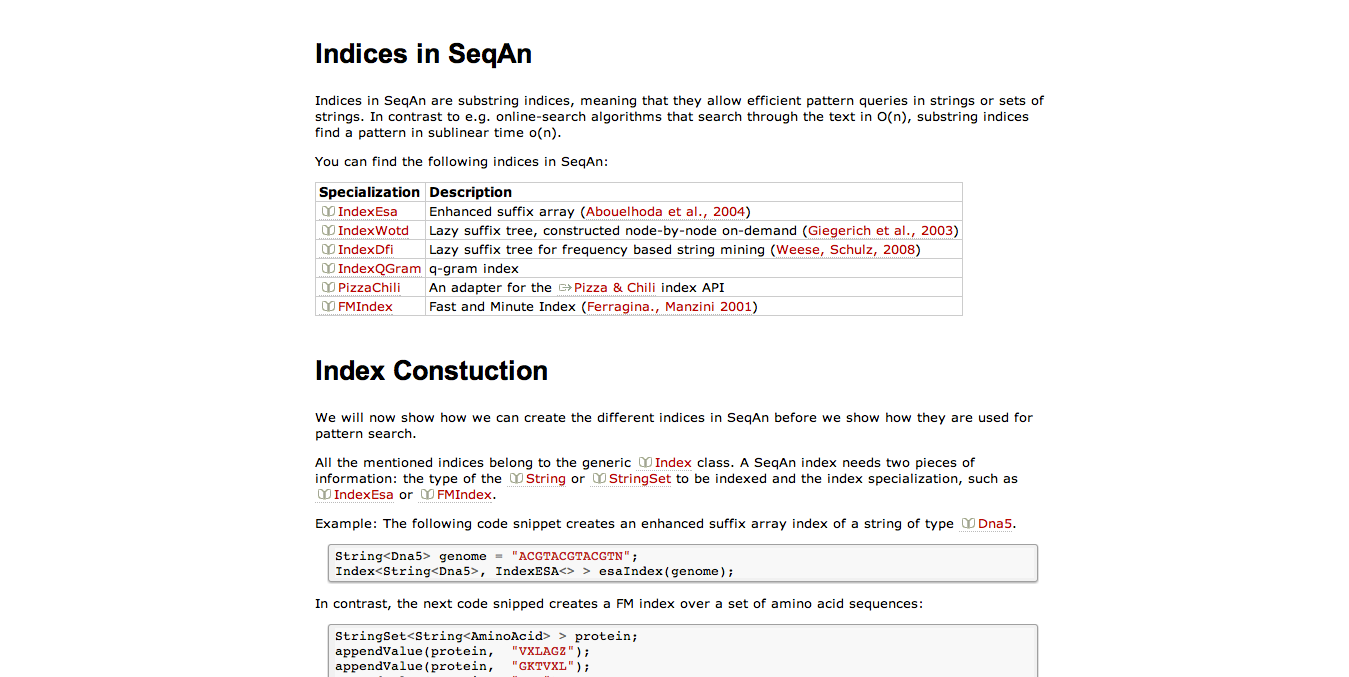 Indices in SeqAn
Indices in SeqAn are substring indices, meaning that they allow efficient pattern queries in strings or sets of
strings. In contrast to e.g. online-search algorithms that search through the text in O(n), substring indices
find a pattern in sublinear time o(n).
You can find the following indices in SeqAn:
Specialization Description
IndexEsa Enhanced suffix array (Abouelhoda et al., 2004)
IndexWotd Lazy suffix tree, constructed node-by-node on-demand (Giegerich et al., 2003)
IndexDfi Lazy suffix tree for frequency based string mining (Weese, Schulz, 2008)
IndexQGram q-gram index
PizzaChili An adapter for the Pizza & Chili index API
FMIndex Fast and Minute Index (Ferragina., Manzini 2001)
Index Constuction
We will now show how we can create the different indices in SeqAn before we show how they are used for
pattern search.
All the mentioned indices belong to the generic Index class. A SeqAn index needs two pieces of
information: the type of the String or StringSet to be indexed and the index specialization, such as
IndexEsa or FMIndex.
Example: The following code snippet creates an enhanced suffix array index of a string of type Dna5.
String<Dna5> genome = "ACGTACGTACGTN";
Index<String<Dna5>, IndexESA<> > esaIndex(genome);
In contrast, the next code snipped creates a FM index over a set of amino acid sequences:
StringSet<String<AminoAcid> > protein;
appendValue(protein, "VXLAGZ");
appendValue(protein, "GKTVXL");